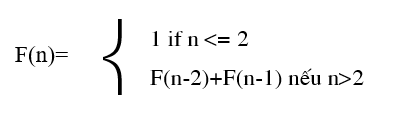 1 if n <= 2
F(n)=
F(n-2)+F(n-1) nếu n>2